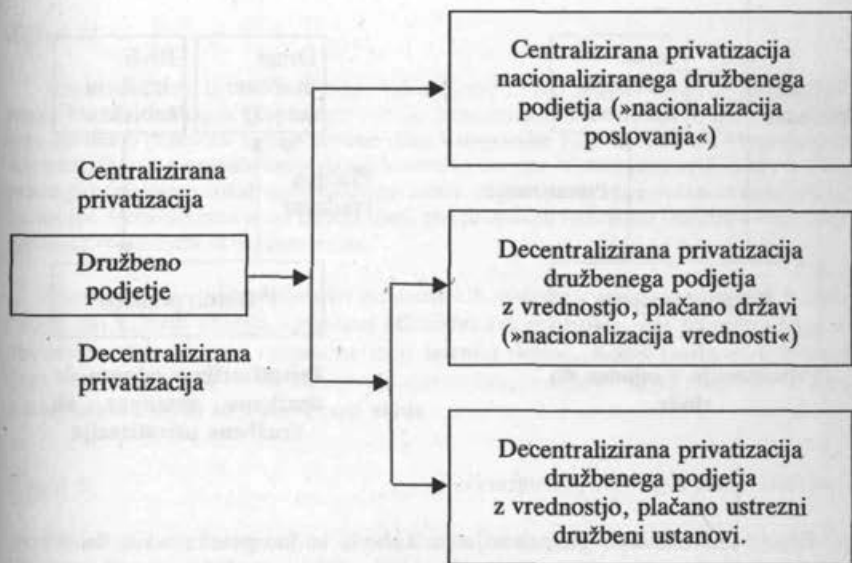 Centralizirana privatizacija
nacionaliziranega družbenega
podjetja (»nacionalizacija
poslovanja«)
Centralizirana
privatizacija
Družbeno
podjetje
Decentralizirana
privatizacija
Decentralizirana privatizacija
družbenega podjetja
z vrednostjo, plačano državi
(»nacionalizacija vrednosti«)
Decentralizirana privatizacija
družbenega podjetja
z vrednostjo, plačano ustrezni
družbeni ustanovi.